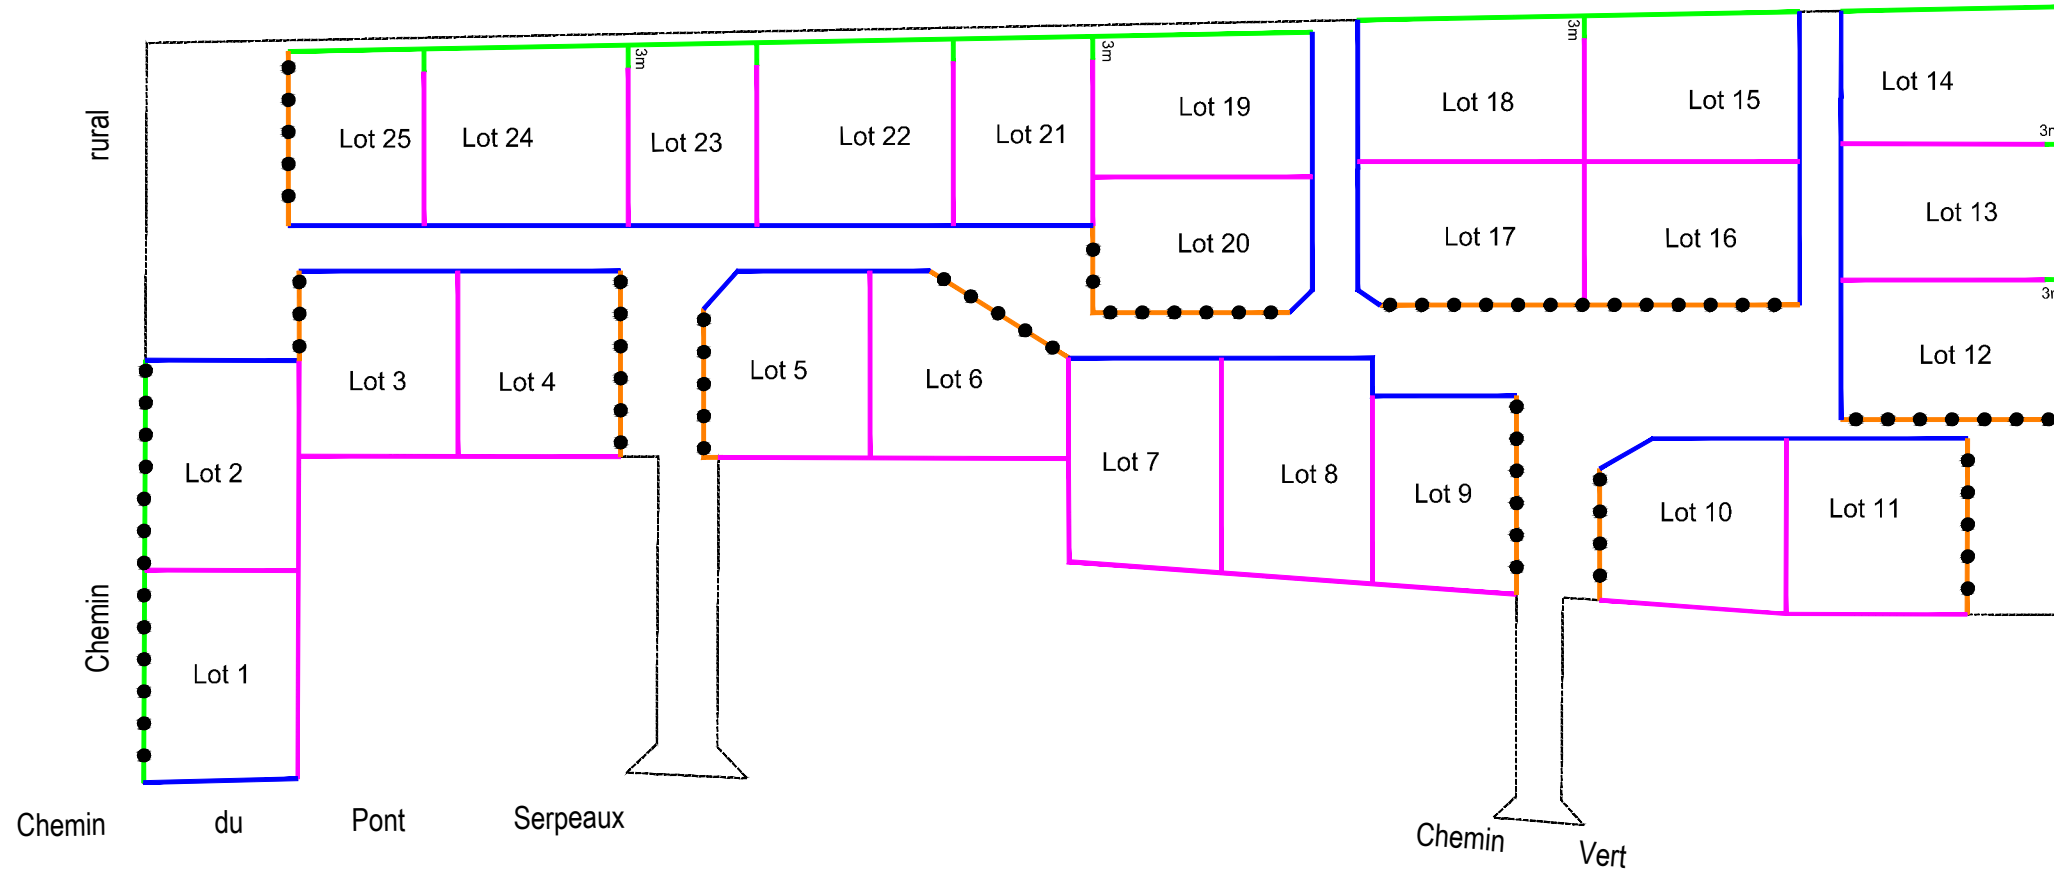 3m
3m
3m
Lot 14
Lot 15
Lot 18
Lot 19
rural
Lot 25
Lot 24
Lot 23
Lot 22
Lot 21
Lot 13
Lot 20
Lot 17
Lot 16
Lot 12
Lot 3
Lot 4
Lot 5
Lot 6
Lot 2
Lot 7
Lot 8
Lot 9
Lot 10
Lot 11
Chemin
Lot 1
Chemin du Pont Serpeaux
Chemin Vert